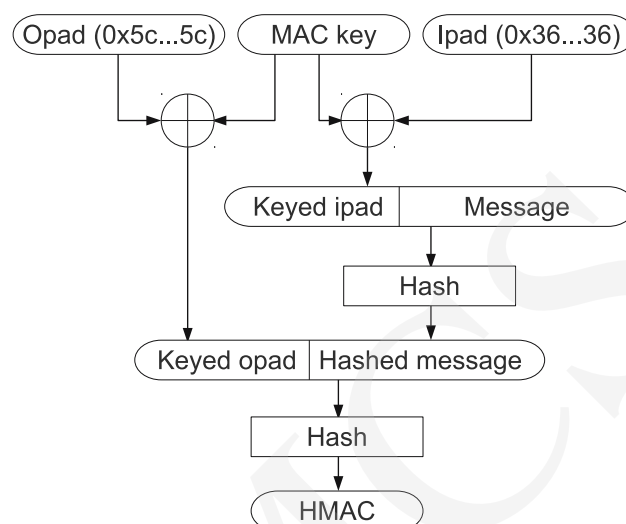 Opad (0x5c...5c) MAC key Ipad (0x36...36)
Keyed ipad Message
Hash
Keyed opad Hashed message
Hash
HMAC